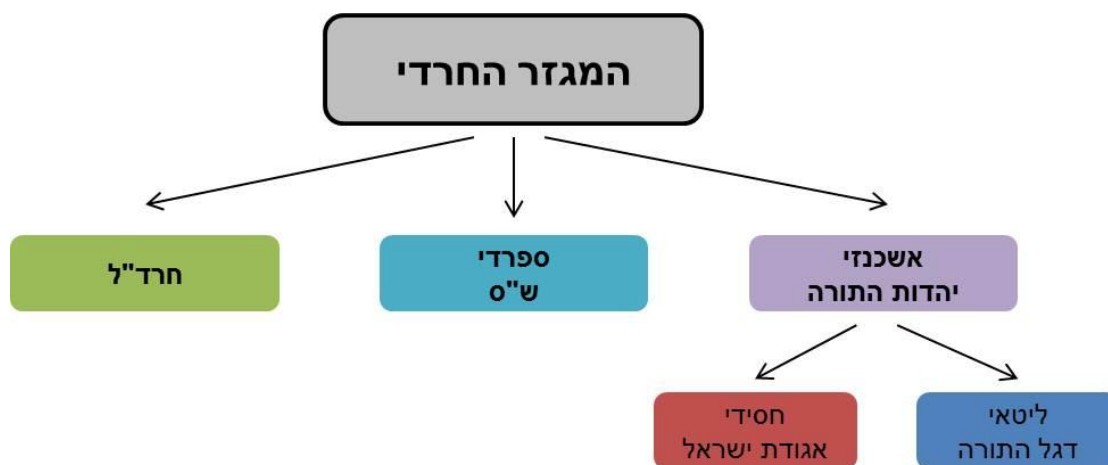 המגזר החרדי
אשכנזי
יהדות התורה
ספרדי
ש"ס
חרד"ל
ליטאי
דגל התורה
חסידי
אגודת ישראל